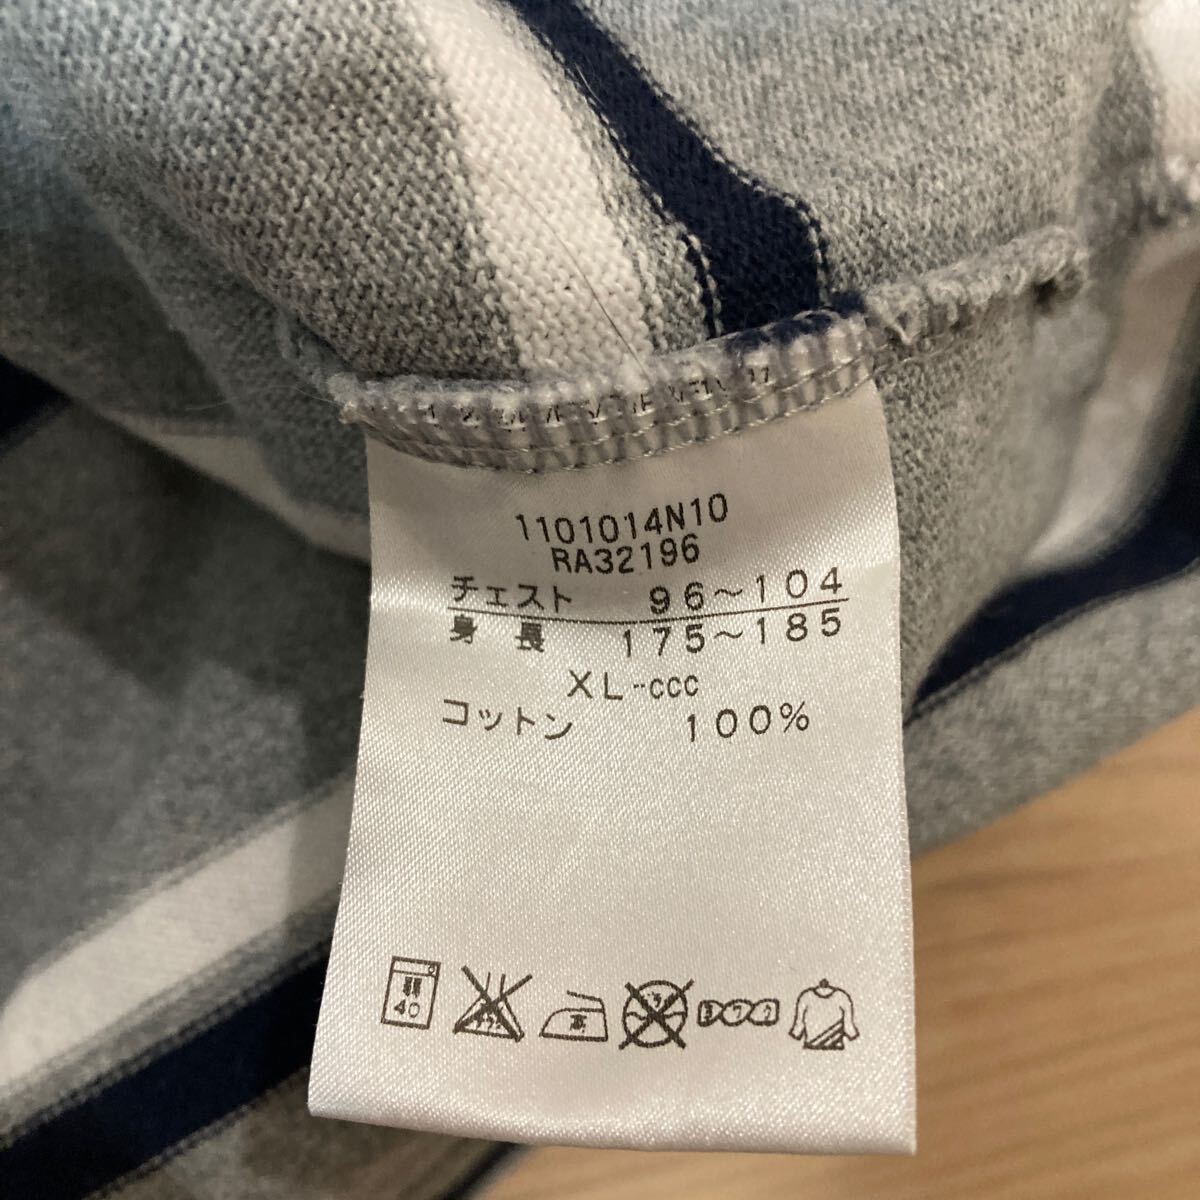 1101014N10
RA32196
チェスト 96～104
身長 175～185
XL--ccc
コットン 100%
40